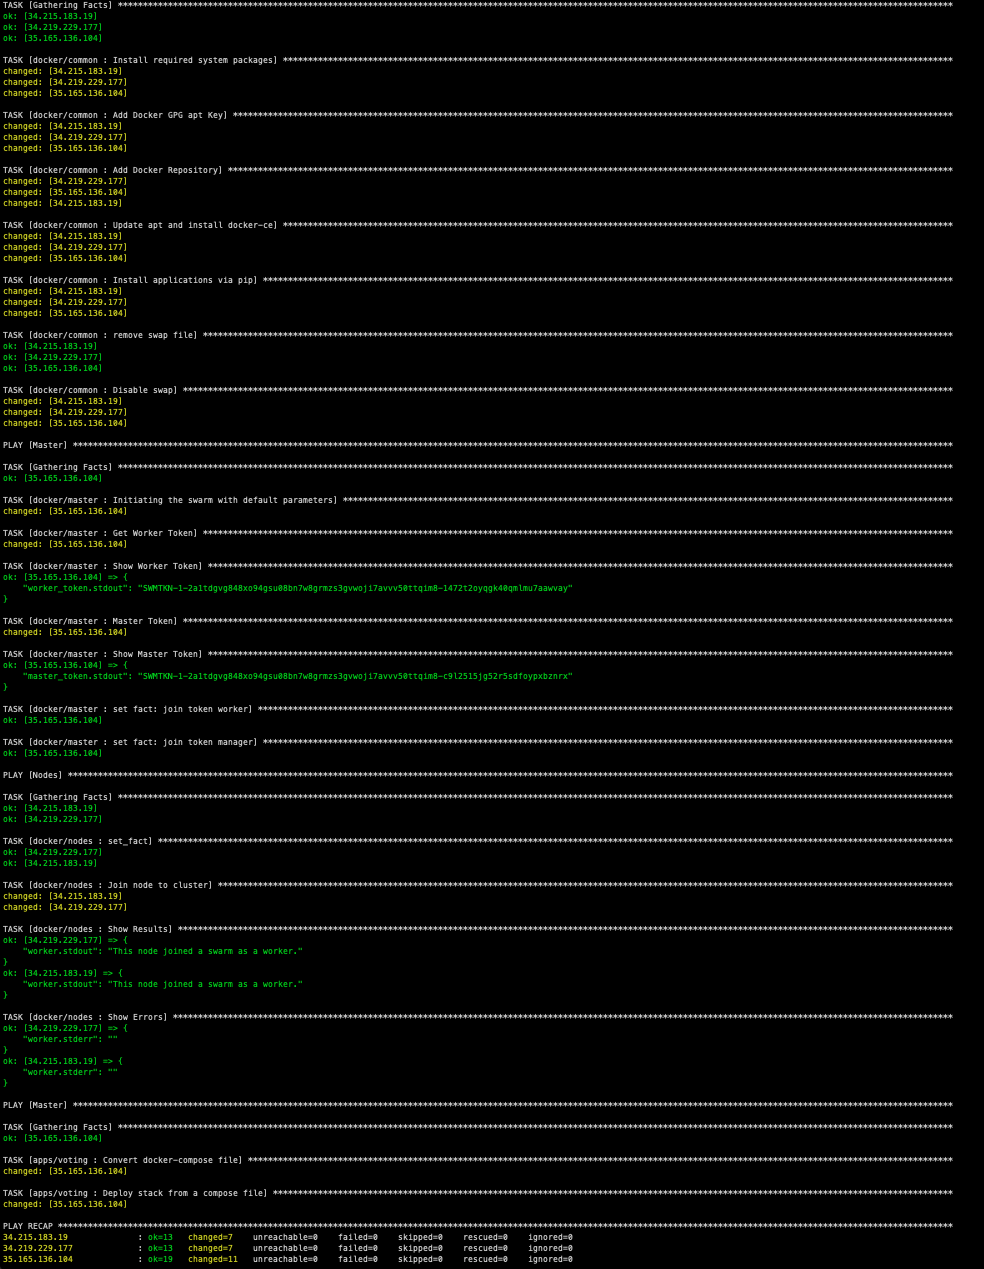 TASK [Gathering Facts] ***********************************************************************************************************************************************************************
ok: [34.215.183.19]
ok: [34.219.229.177]
ok: [35.165.136.104]
TASK [docker/common : Install required system packages] **************************************************************************************************************************************
changed: [34.215.183.19]
changed: [34.219.229.177]
changed: [35.165.136.104]
TASK [docker/common : Add Docker GPG apt Key] ************************************************************************************************************************************************
changed: [34.215.183.19]
changed: [34.219.229.177]
changed: [35.165.136.104]
TASK [docker/common : Add Docker Repository] *************************************************************************************************************************************************
changed: [34.219.229.177]
changed: [35.165.136.104]
changed: [34.215.183.19]
TASK [docker/common : Update apt and install docker-ce] **************************************************************************************************************************************
changed: [34.215.183.19]
changed: [34.219.229.177]
changed: [35.165.136.104]
TASK [docker/common : Install applications via pip] ******************************************************************************************************************************************
changed: [34.215.183.19]
changed: [34.219.229.177]
changed: [35.165.136.104]
TASK [docker/common : remove swap file] ******************************************************************************************************************************************************
ok: [34.215.183.19]
ok: [34.219.229.177]
ok: [35.165.136.104]
TASK [docker/common : Disable swap] **********************************************************************************************************************************************************
changed: [34.215.183.19]
changed: [34.219.229.177]
changed: [35.165.136.104]
PLAY [Master] ********************************************************************************************************************************************************************************
TASK [Gathering Facts] ***********************************************************************************************************************************************************************
ok: [35.165.136.104]
TASK [docker/master : Initiating the swarm with default parameters] **************************************************************************************************************************
changed: [35.165.136.104]
TASK [docker/master : Get Worker Token] ******************************************************************************************************************************************************
changed: [35.165.136.104]
TASK [docker/master : Show Worker Token] *****************************************************************************************************************************************************
ok: [35.165.136.104] => {
"worker_token.stdout": "SWMTKN-1-2a1tdgvg848xo94gsu08bn7w8grmzs3gvwoji7avvv50ttqim8-1472t2oyqgk40qmlmu7aawvay"
}
TASK [docker/master : Master Token] **********************************************************************************************************************************************************
changed: [35.165.136.104]
TASK [docker/master : Show Master Token] *****************************************************************************************************************************************************
ok: [35.165.136.104] => {
"master_token.stdout": "SWMTKN-1-2a1tdgvg848xo94gsu08bn7w8grmzs3gvwoji7avvv50ttqim8-c9l2515jg52r5sdfoypxbznrx"
}
TASK [docker/master : set fact: join token worker] *******************************************************************************************************************************************
ok: [35.165.136.104]
TASK [docker/master : set fact: join token manager] ******************************************************************************************************************************************
ok: [35.165.136.104]
PLAY [Nodes] *********************************************************************************************************************************************************************************
TASK [Gathering Facts] ***********************************************************************************************************************************************************************
ok: [34.215.183.19]
ok: [34.219.229.177]
TASK [docker/nodes : set_fact] ***************************************************************************************************************************************************************
ok: [34.219.229.177]
ok: [34.215.183.19]
TASK [docker/nodes : Join node to cluster] ***************************************************************************************************************************************************
changed: [34.215.183.19]
changed: [34.219.229.177]
TASK [docker/nodes : Show Results] ***********************************************************************************************************************************************************
ok: [34.219.229.177] => {
"worker.stdout": "This node joined a swarm as a worker."
}
ok: [34.215.183.19] => {
"worker.stdout": "This node joined a swarm as a worker."
}
TASK [docker/nodes : Show Errors] ************************************************************************************************************************************************************
ok: [34.219.229.177] => {
"worker.stderr": ""
}
ok: [34.215.183.19] => {
"worker.stderr": ""
}
PLAY [Master] ********************************************************************************************************************************************************************************
TASK [Gathering Facts] ***********************************************************************************************************************************************************************
ok: [35.165.136.104]
TASK [apps/voting : Convert docker-compose file] *********************************************************************************************************************************************
changed: [35.165.136.104]
TASK [apps/voting : Deploy stack from a compose file] ****************************************************************************************************************************************
changed: [35.165.136.104]
PLAY RECAP ***********************************************************************************************************************************************************************************
34.215.183.19 : ok=13 changed=7 unreachable=0 failed=0 skipped=0 rescued=0 ignored=0
34.219.229.177 : ok=13 changed=7 unreachable=0 failed=0 skipped=0 rescued=0 ignored=0
35.165.136.104 : ok=19 changed=11 unreachable=0 failed=0 skipped=0 rescued=0 ignored=0